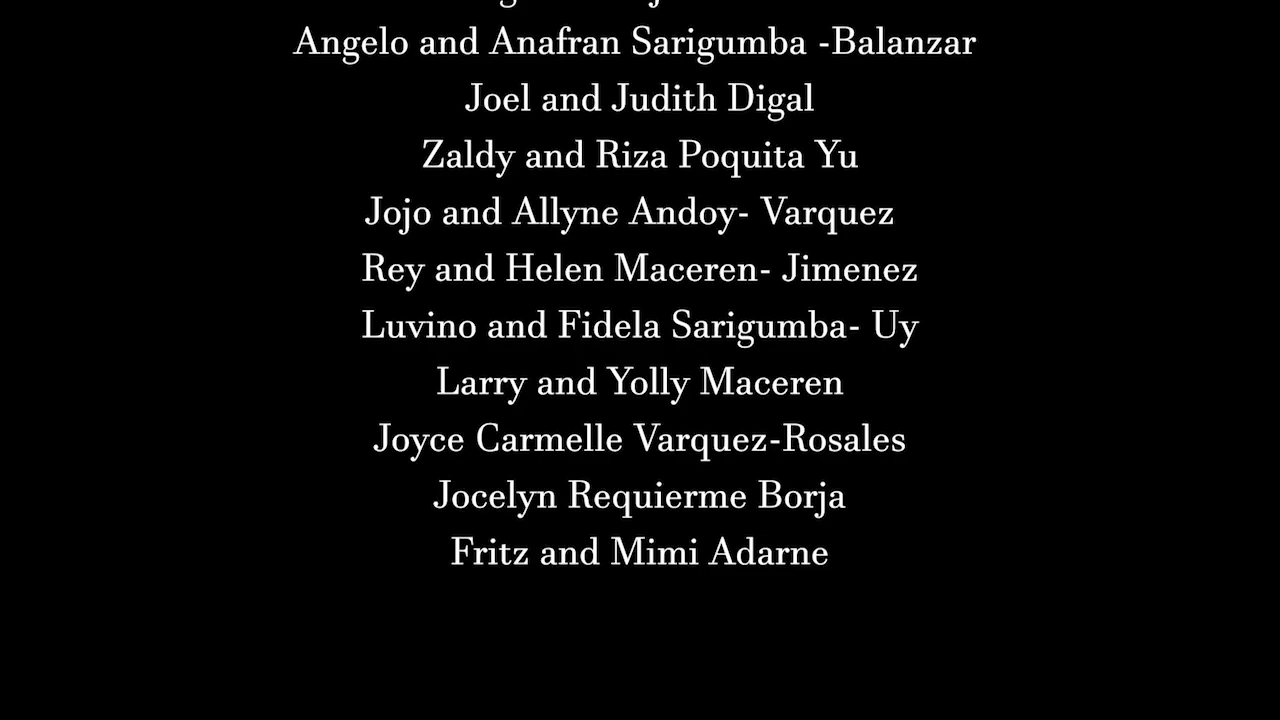 Angelo and Anafran Sarigumba -Balanzar
Joel and Judith Digal
Zaldy and Riza Poquita Yu
Jojo and Allyne Andoy- Varquez
Rey and Helen Maceren- Jimenez
Luvino and Fidela Sarigumba- Uy
Larry and Yolly Maceren
Joyce Carmelle Varquez-Rosales
Jocelyn Requierme Borja
Fritz and Mimi Adarne